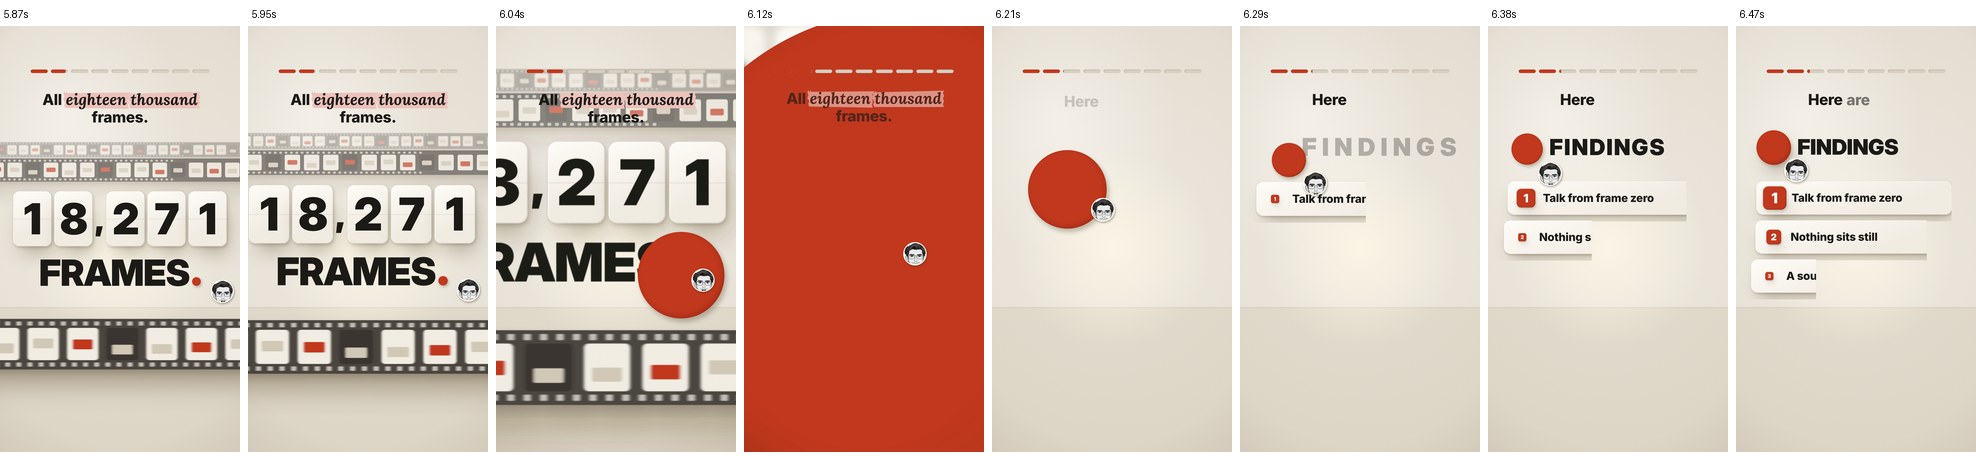 5.87s
All eighteen thousand
frames.
18,271
FRAMES.
5.95s
All eighteen thousand
frames.
18,271
FRAMES.
6.04s
All eighteen thousand
frames.
8,271
RAMES
6.12s
All eighteen thousand
frames.
6.21s
Here
6.29s
Here
FINDINGS
1 Talk from frar
6.38s
Here
FINDINGS
1 Talk from frame zero
2 Nothing s
6.47s
Here are
FINDINGS
1 Talk from frame zero
2 Nothing sits still
3 A sou